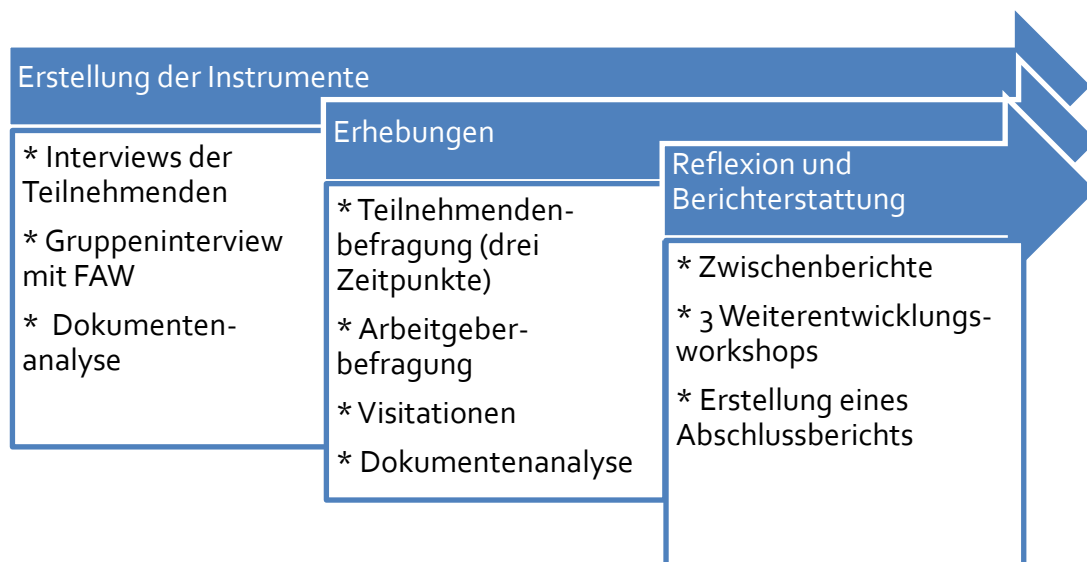 Erstellung der Instrumente
* Interviews der
Teilnehmenden
* Gruppeninterview
mit FAW
*  Dokumenten-
analyse
Erhebungen
* Teilnehmenden-
befragung (drei
Zeitpunkte)
* Arbeitgeber-
befragung
* Visitationen
* Dokumentenanalyse
Reflexion und
Berichterstattung
* Zwischenberichte
* 3 Weiterentwicklungs-
workshops
* Erstellung eines
Abschlussberichts